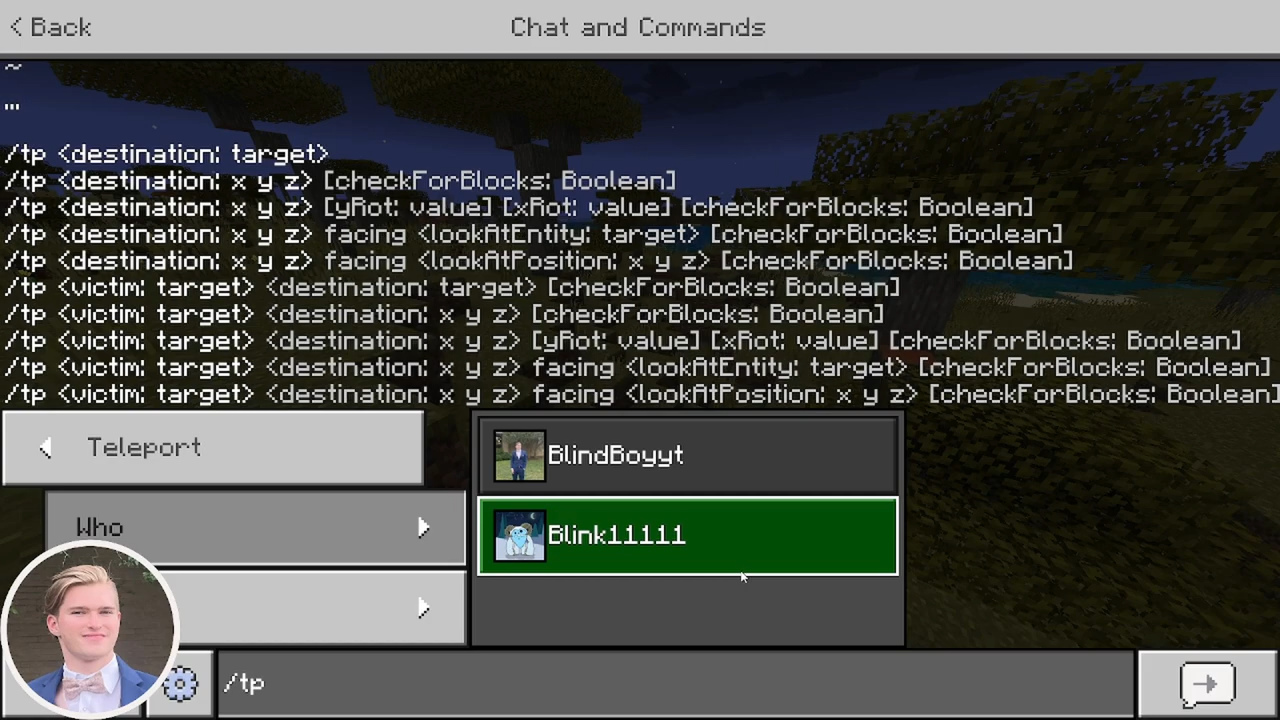 Back
Chat and Commands
~
...
/tp <destination: target>
/tp <destination: x y z> [checkForBlocks: Boolean]
/tp <destination: x y z> [yRot: value] [xRot: value] [checkForBlocks: Boolean]
/tp <destination: x y z> facing <lookAtEntity: target> [checkForBlocks: Boolean]
/tp <destination: x y z> facing <lookAtPosition: x y z> [checkForBlocks: Boolean]
/tp <victim: target> <destination: target> [checkForBlocks: Boolean]
/tp <victim: target> <destination: x y z> [checkForBlocks: Boolean]
/tp <victim: target> <destination: x y z> [yRot: value] [xRot: value] [checkForBlocks: Boolean]
/tp <victim: target> <destination: x y z> facing <lookAtEntity: target> [checkForBlocks: Boolean]
/tp <victim: target> <destination: x y z> facing <lookAtPosition: x y z> [checkForBlocks: Boolean]
Teleport
BlindBoyyt
Who
Blink11111
/tp